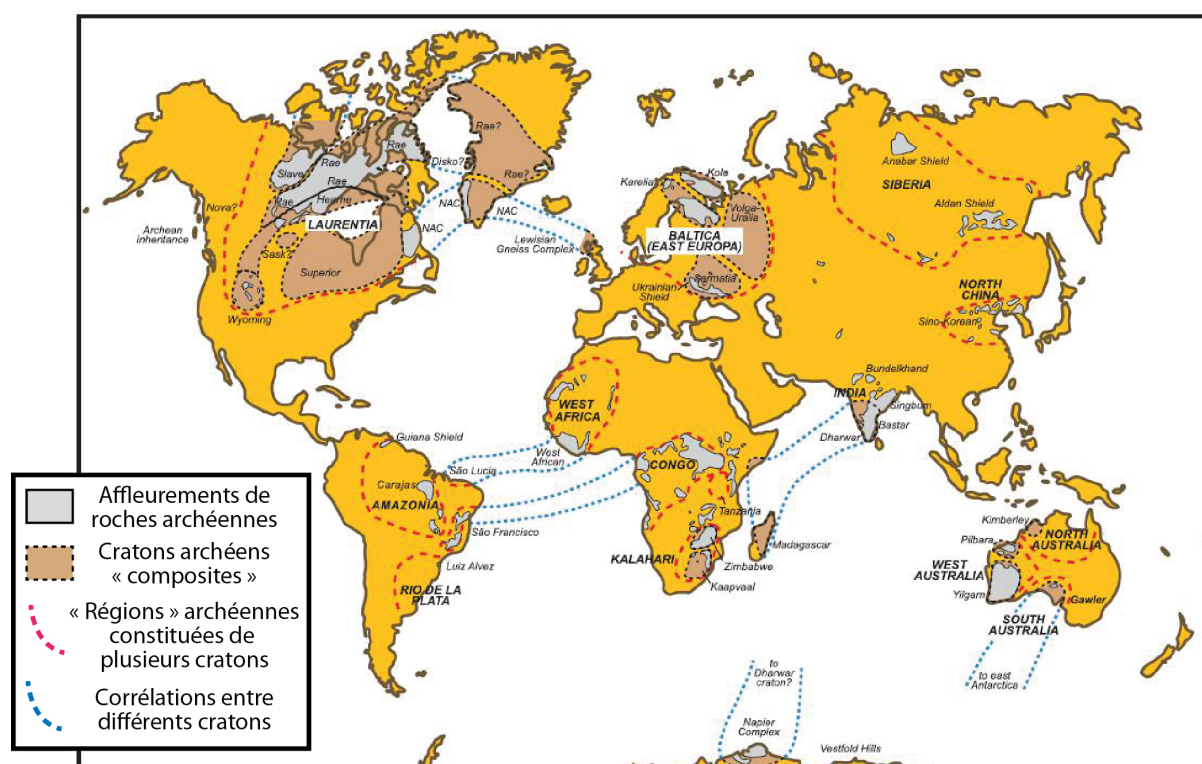 Rae?
Rae
Disko?
Slave
Rae
Rae
Rae?
Rae
Hearne
Nova?
NAC
NAC
NAC
LAURENTIA
Archean
inheritance
Sask?
Superior
Wyoming
Lewisian
Gneiss Complex
Karelia
Kola
Volga-
Uralia
BALTICA
(EAST EUROPA)
Sarmatia
Ukrainian
Shield
Anabar Shield
SIBERIA
Aldan Shield
NORTH
CHINA
Sino-Korean
Bundelkhand
INDIA
Singbum
Bastar
Dharwar
WEST
AFRICA
West
African
CONGO
Tanzania
Madagascar
KALAHARI
Zimbabwe
Kaapvaal
Guiana Shield
São Lucia
Carajas
AMAZONIA
São Francisco
Luiz Alvez
RIO DE LA
PLATA
Kimberley
Pilbara
NORTH
AUSTRALIA
WEST
AUSTRALIA
Yilgarn
Gawler
SOUTH
AUSTRALIA
to east
Antarctica
to
Dharwar
craton?
Napier
Complex
Vestfold Hills
Affleurements de
roches archéennes
Cratons archéens
« composites »
« Régions » archéennes
constituées de
plusieurs cratons
Corrélations entre
différents cratons